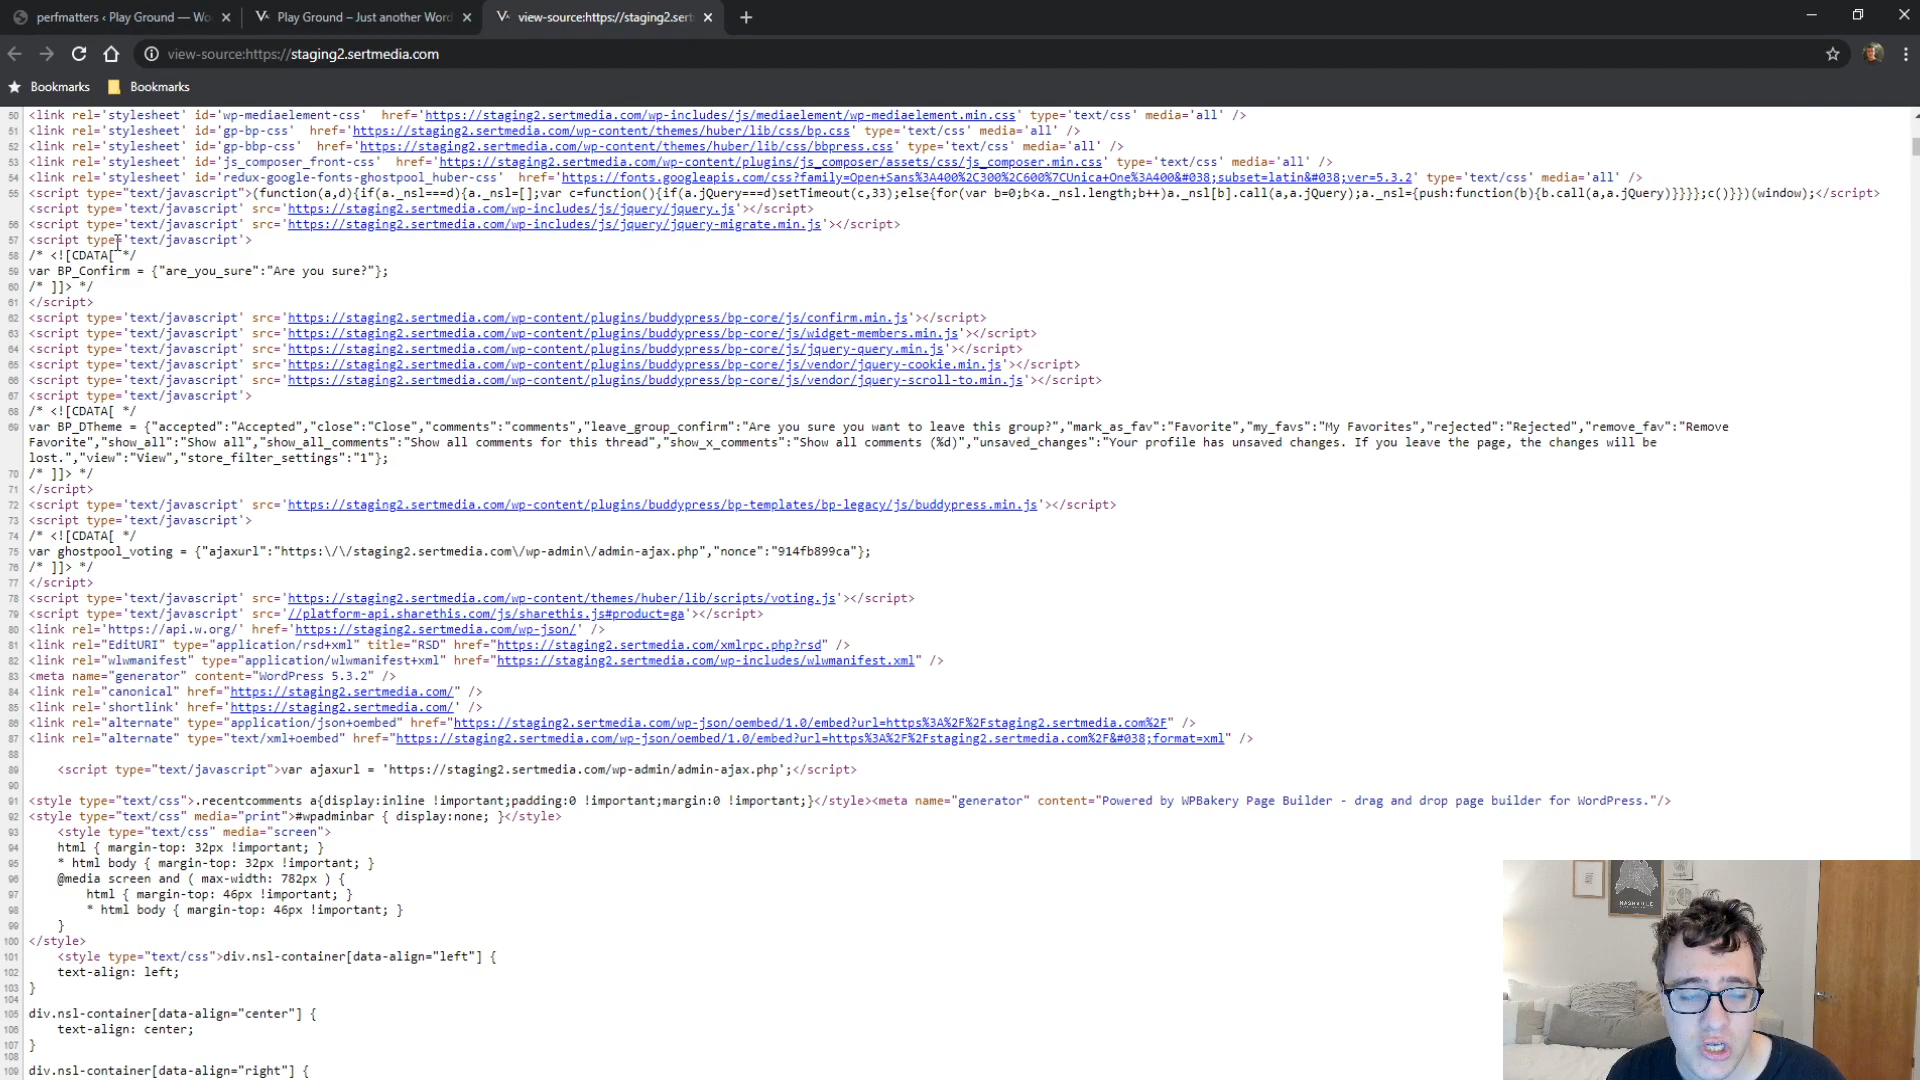 perfmatters ‹ Play Ground — Wo
Play Ground – Just another Word
view-source:https://staging2.sert
view-source:https://staging2.sertmedia.com
Bookmarks
Bookmarks
50 <link rel='stylesheet' id='wp-mediaelement-css'  href='https://staging2.sertmedia.com/wp-includes/js/mediaelement/wp-mediaelement.min.css' type='text/css' media='all' />
51 <link rel='stylesheet' id='gp-bp-css'  href='https://staging2.sertmedia.com/wp-content/themes/huber/lib/css/bp.css' type='text/css' media='all' />
52 <link rel='stylesheet' id='gp-bbp-css'  href='https://staging2.sertmedia.com/wp-content/themes/huber/lib/css/bbpress.css' type='text/css' media='all' />
53 <link rel='stylesheet' id='js_composer_front-css'  href='https://staging2.sertmedia.com/wp-content/plugins/js_composer/assets/css/js_composer.min.css' type='text/css' media='all' />
54 <link rel='stylesheet' id='redux-google-fonts-ghostpool_huber-css'  href='https://fonts.googleapis.com/css?family=Open+Sans%3A400%2C300%2C600%7CUnica+One%3A400&#038;subset=latin&#038;ver=5.3.2' type='text/css' media='all' />
55 <script type="text/javascript">(function(a,d){if(a._nsl===d){a._nsl=[];var c=function(){if(a.jQuery===d)setTimeout(c,33);else{for(var b=0;b<a._nsl.length;b++)a._nsl[b].call(a,a.jQuery);a._nsl={push:function(b){b.call(a,a.jQuery)}}}};c()}})(window);</script>
<script type='text/javascript' src='https://staging2.sertmedia.com/wp-includes/js/jquery/jquery.js'></script>
56 <script type='text/javascript' src='https://staging2.sertmedia.com/wp-includes/js/jquery/jquery-migrate.min.js'></script>
57 <script type='text/javascript'>
58 /* <![CDATA[ */
59 var BP_Confirm = {"are_you_sure":"Are you sure?"};
60 /* ]]> */
61 </script>
62 <script type='text/javascript' src='https://staging2.sertmedia.com/wp-content/plugins/buddypress/bp-core/js/confirm.min.js'></script>
63 <script type='text/javascript' src='https://staging2.sertmedia.com/wp-content/plugins/buddypress/bp-core/js/widget-members.min.js'></script>
64 <script type='text/javascript' src='https://staging2.sertmedia.com/wp-content/plugins/buddypress/bp-core/js/jquery-query.min.js'></script>
65 <script type='text/javascript' src='https://staging2.sertmedia.com/wp-content/plugins/buddypress/bp-core/js/vendor/jquery-cookie.min.js'></script>
66 <script type='text/javascript' src='https://staging2.sertmedia.com/wp-content/plugins/buddypress/bp-core/js/vendor/jquery-scroll-to.min.js'></script>
67 <script type='text/javascript'>
68 /* <![CDATA[ */
69 var BP_DTheme = {"accepted":"Accepted","close":"Close","comments":"comments","leave_group_confirm":"Are you sure you want to leave this group?","mark_as_fav":"Favorite","my_favs":"My Favorites","rejected":"Rejected","remove_fav":"Remove
Favorite","show_all":"Show all","show_all_comments":"Show all comments for this thread","show_x_comments":"Show all comments (%d)","unsaved_changes":"Your profile has unsaved changes. If you leave the page, the changes will be
lost.","view":"View","store_filter_settings":"1"};
70 /* ]]> */
71 </script>
72 <script type='text/javascript' src='https://staging2.sertmedia.com/wp-content/plugins/buddypress/bp-templates/bp-legacy/js/buddypress.min.js'></script>
73 <script type='text/javascript'>
74 /* <![CDATA[ */
75 var ghostpool_voting = {"ajaxurl":"https:\/\/staging2.sertmedia.com\/wp-admin\/admin-ajax.php","nonce":"914fb899ca"};
76 /* ]]> */
77 </script>
78 <script type='text/javascript' src='https://staging2.sertmedia.com/wp-content/themes/huber/lib/scripts/voting.js'></script>
79 <script type='text/javascript' src='//platform-api.sharethis.com/js/sharethis.js#product=ga'></script>
80 <link rel='https://api.w.org/' href='https://staging2.sertmedia.com/wp-json/' />
81 <link rel="EditURI" type="application/rsd+xml" title="RSD" href="https://staging2.sertmedia.com/xmlrpc.php?rsd" />
82 <link rel="wlwmanifest" type="application/wlwmanifest+xml" href="https://staging2.sertmedia.com/wp-includes/wlwmanifest.xml" />
83 <meta name="generator" content="WordPress 5.3.2" />
84 <link rel="canonical" href="https://staging2.sertmedia.com/" />
85 <link rel='shortlink' href='https://staging2.sertmedia.com/' />
86 <link rel="alternate" type="application/json+oembed" href="https://staging2.sertmedia.com/wp-json/oembed/1.0/embed?url=https%3A%2F%2Fstaging2.sertmedia.com%2F" />
87 <link rel="alternate" type="text/xml+oembed" href="https://staging2.sertmedia.com/wp-json/oembed/1.0/embed?url=https%3A%2F%2Fstaging2.sertmedia.com%2F&#038;format=xml" />
88
89 <script type="text/javascript">var ajaxurl = 'https://staging2.sertmedia.com/wp-admin/admin-ajax.php';</script>
90
91 <style type="text/css">.recentcomments a{display:inline !important;padding:0 !important;margin:0 !important;}</style><meta name="generator" content="Powered by WPBakery Page Builder - drag and drop page builder for WordPress."/>
92 <style type="text/css" media="print">#wpadminbar { display:none; }</style>
93 <style type="text/css" media="screen">
94 html { margin-top: 32px !important; }
95 * html body { margin-top: 32px !important; }
96 @media screen and ( max-width: 782px ) {
97 html { margin-top: 46px !important; }
98 * html body { margin-top: 46px !important; }
99 }
100 </style>
101 <style type="text/css">div.nsl-container[data-align="left"] {
102 text-align: left;
103 }
104
105 div.nsl-container[data-align="center"] {
106 text-align: center;
107 }
108
109 div.nsl-container[data-align="right"] {
NASHVILLE